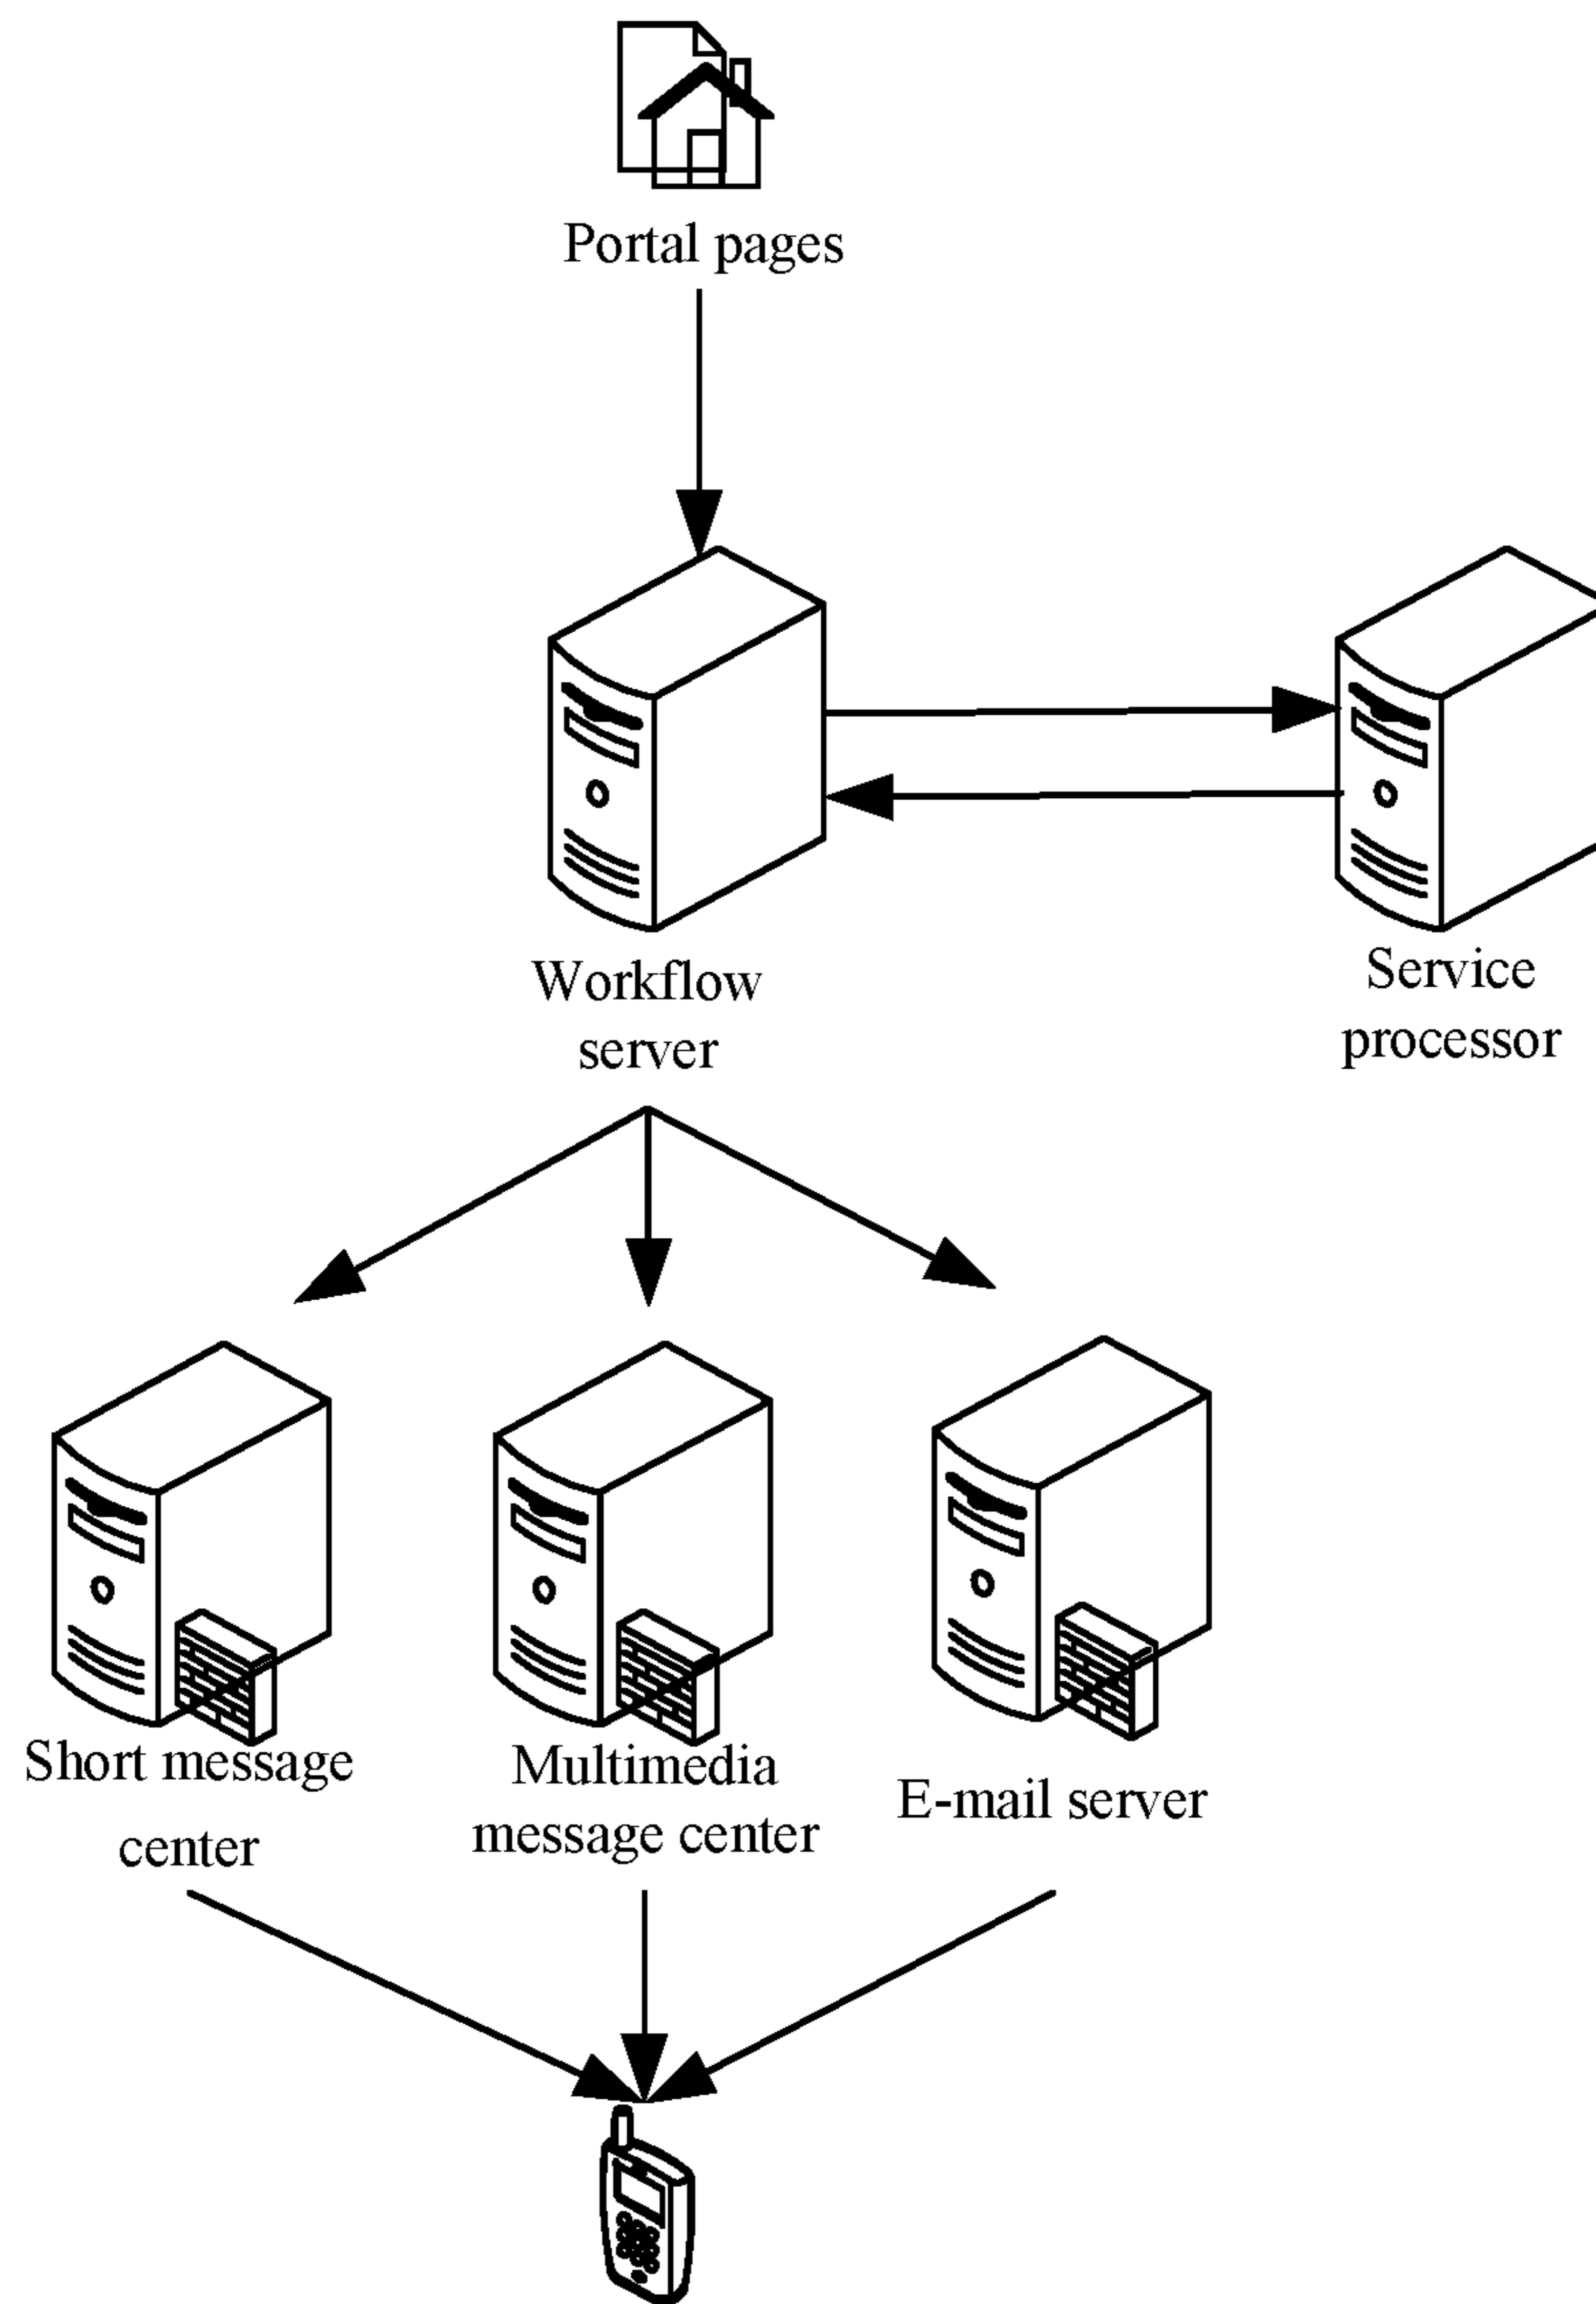 Portal pages
Workflow
server
Service
processor
Short message
center
Multimedia
message center
E-mail server